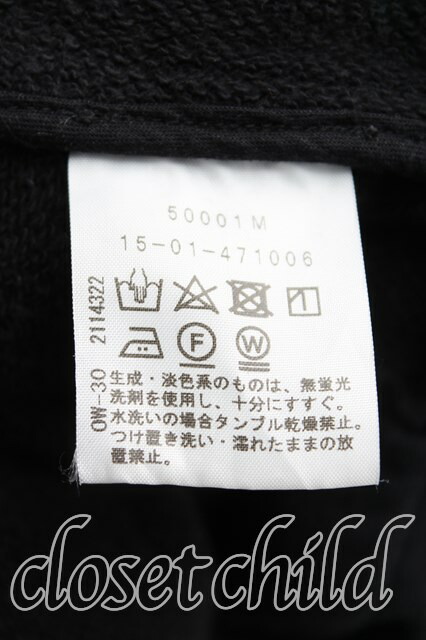 50001M
15-01-471006
F W
OW-30 2114322
生成・淡色系のものは、無蛍光
洗剤を使用し、十分にすすぐ。
水洗いの場合タンブル乾燥禁止。
つけ置き洗い・濡れたままの放
置禁止。
closet child